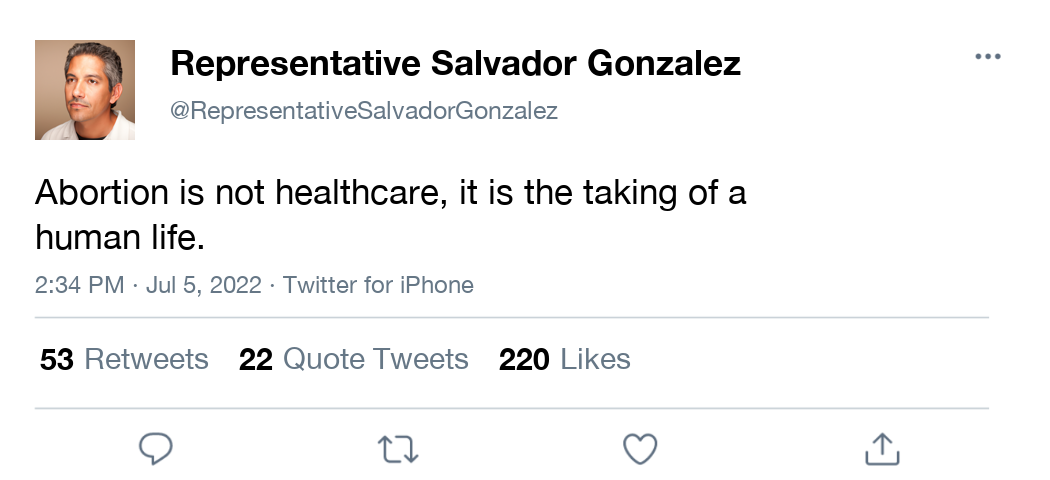 Representative Salvador Gonzalez
@RepresentativeSalvadorGonzalez
Abortion is not healthcare, it is the taking of a
human life.
2:34 PM · Jul 5, 2022 · Twitter for iPhone
53 Retweets 22 Quote Tweets 220 Likes